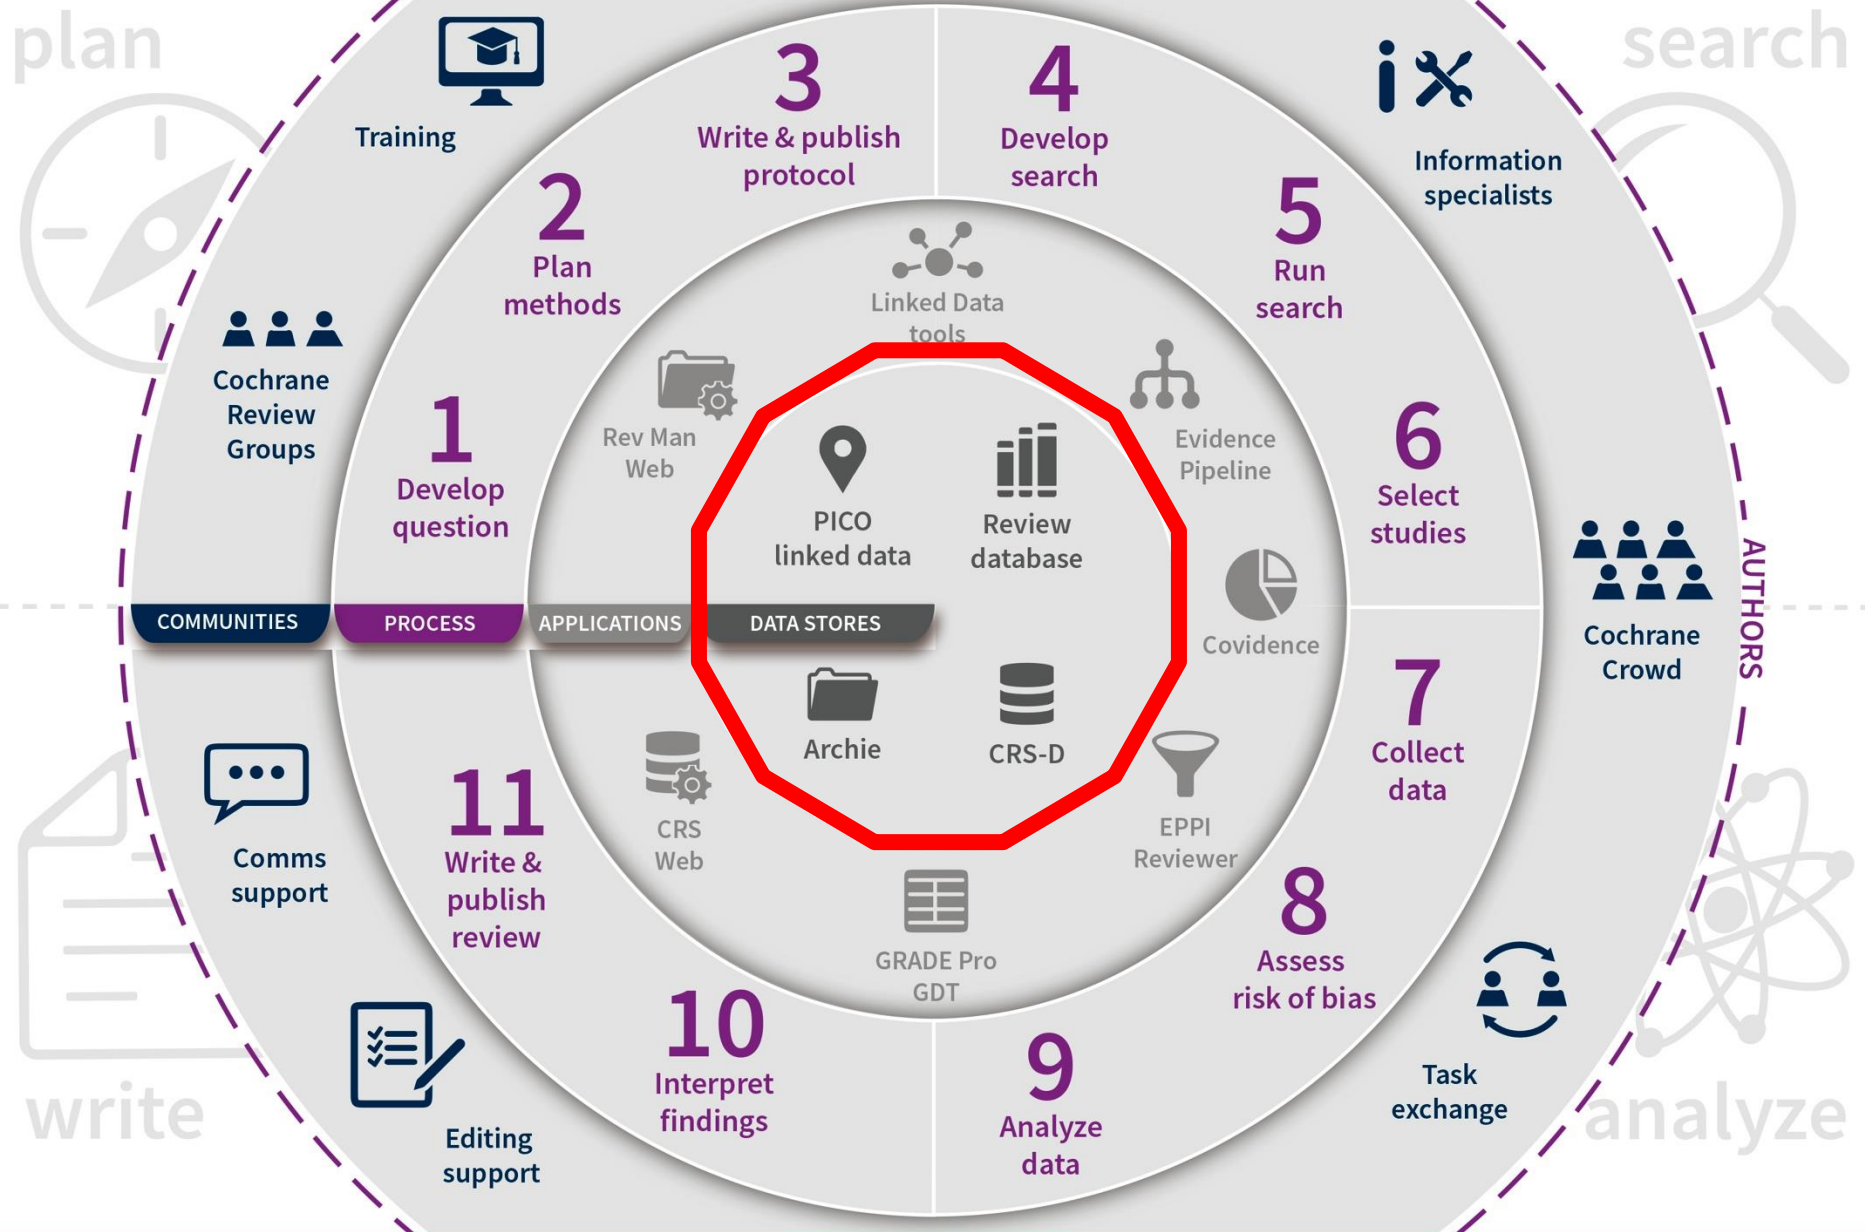 plan
search
Training
3
Write & publish
protocol
4
Develop
search
Information
specialists
2
Plan
methods
5
Run
search
Linked Data
tools
Cochrane
Review
Groups
1
Develop
question
Rev Man
Web
PICO
linked data
Review
database
Evidence
Pipeline
6
Select
studies
COMMUNITIES
PROCESS
APPLICATIONS
DATA STORES
Covidence
Cochrane
Crowd
AUTHORS
Archie
CRS-D
7
Collect
data
Comms
support
11
Write &
publish
review
CRS
Web
EPPI
Reviewer
GRADE Pro
GDT
8
Assess
risk of bias
10
Interpret
findings
9
Analyze
data
Task
exchange
Editing
support
write
analyze